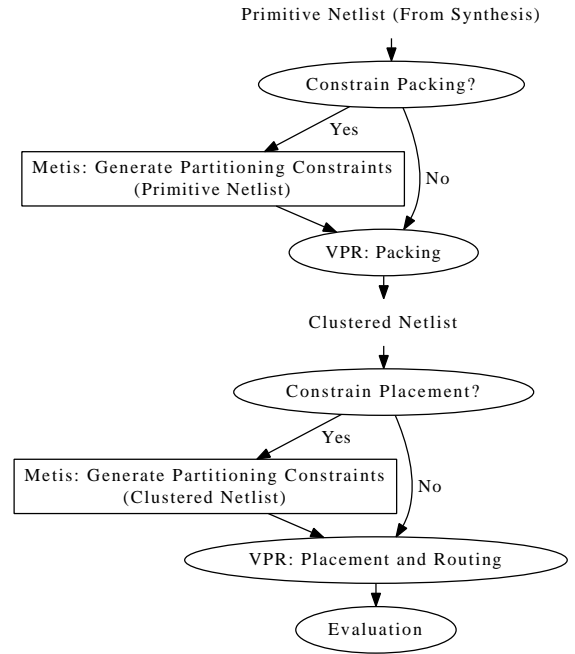 Primitive Netlist (From Synthesis)
Constrain Packing?
Yes
Metis: Generate Partitioning Constraints
(Primitive Netlist)
No
VPR: Packing
Clustered Netlist
Constrain Placement?
Yes
Metis: Generate Partitioning Constraints
(Clustered Netlist)
No
VPR: Placement and Routing
Evaluation